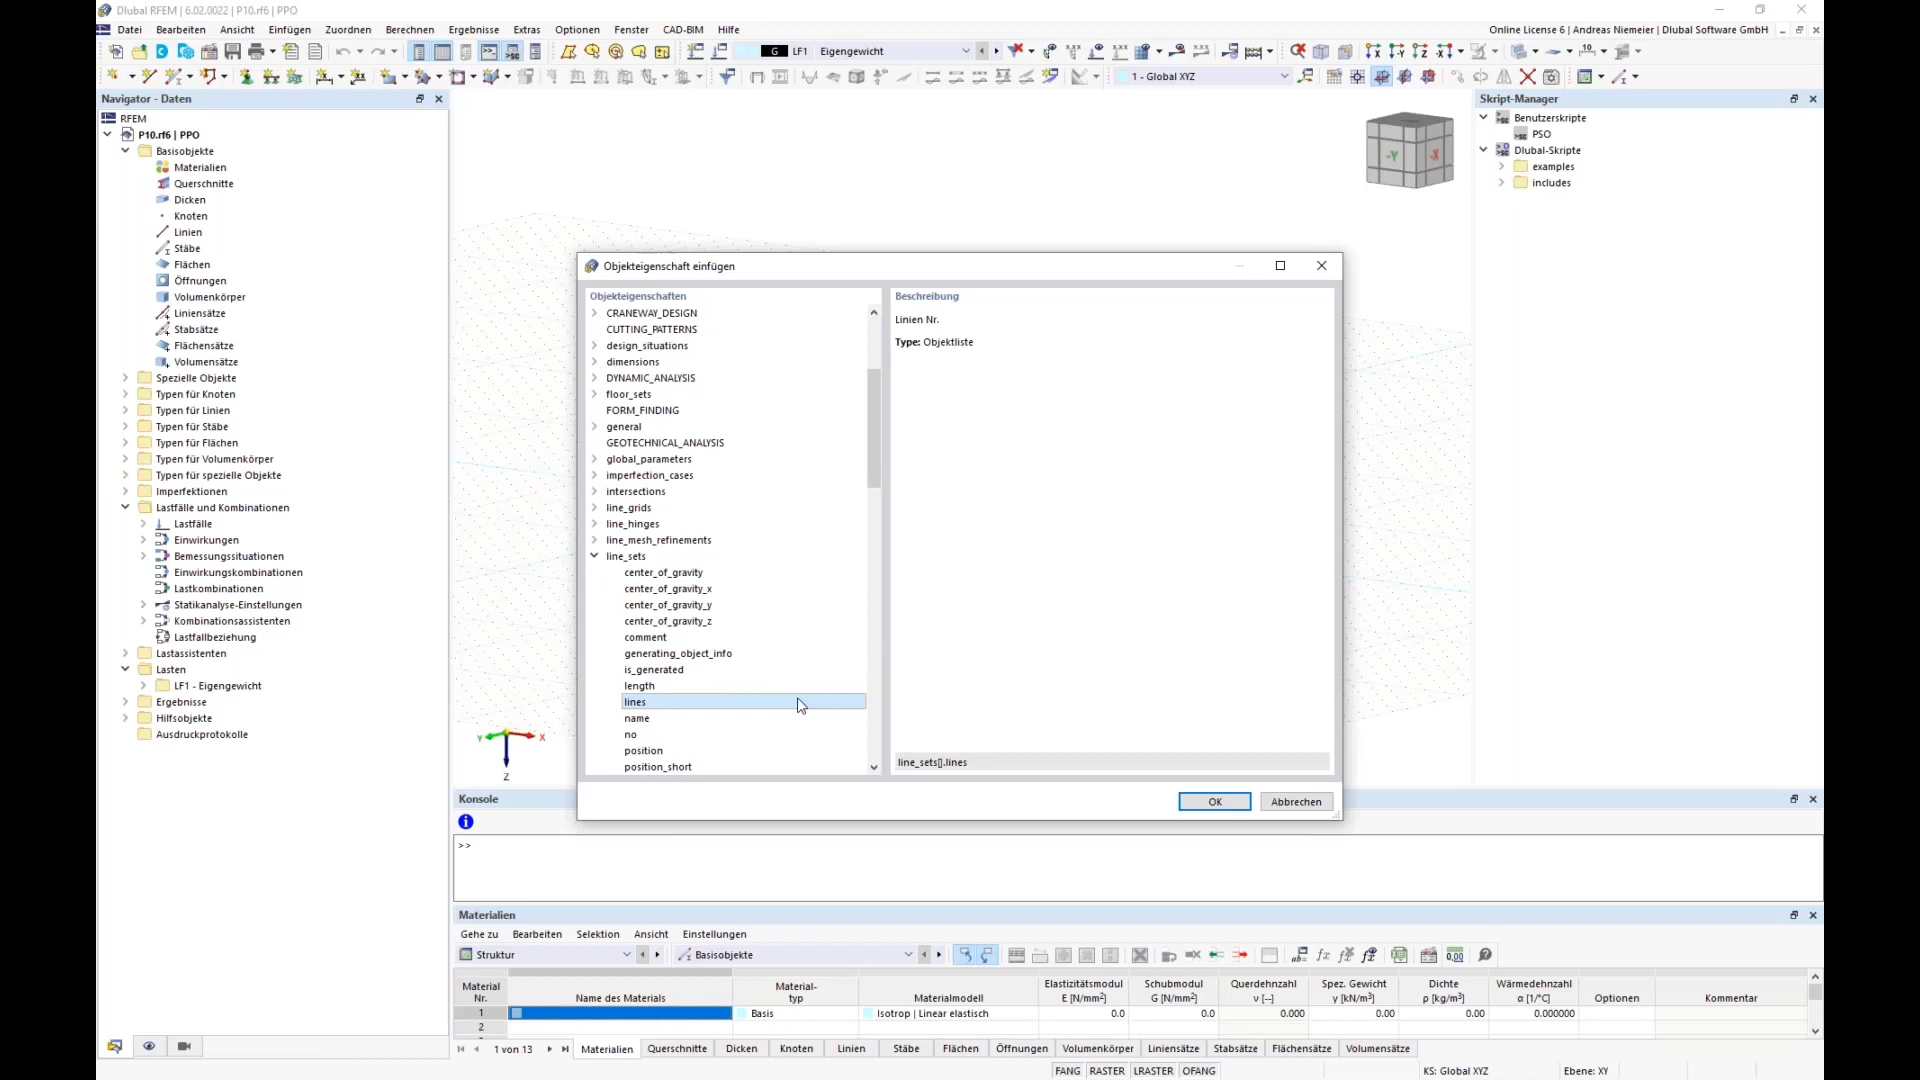 Dlubal RFEM | 6.02.0022 | P10.rf6 | PPO
Datei Bearbeiten Ansicht Einfügen Zuordnen Berechnen Ergebnisse Extras Optionen Fenster CAD-BIM Hilfe
Online License 6 | Andreas Niemeier | Dlubal Software GmbH
G LF1 Eigengewicht
1 - Global XYZ
Navigator - Daten
RFEM
P10.rf6 | PPO
Basisobjekte
Materialien
Querschnitte
Dicken
Knoten
Linien
Stäbe
Flächen
Öffnungen
Volumenkörper
Liniensätze
Stabsätze
Flächensätze
Volumensätze
Spezielle Objekte
Typen für Knoten
Typen für Linien
Typen für Stäbe
Typen für Flächen
Typen für Volumenkörper
Typen für spezielle Objekte
Imperfektionen
Lastfälle und Kombinationen
Lastfälle
Einwirkungen
Bemessungssituationen
Einwirkungskombinationen
Lastkombinationen
Statikanalyse-Einstellungen
Kombinationsassistenten
Lastfallbeziehung
Lastassistenten
Lasten
LF1 - Eigengewicht
Ergebnisse
Hilfsobjekte
Ausdruckprotokolle
-Y -X
Y X
Z
Skript-Manager
Benutzerskripte
PSO
Dlubal-Skripte
examples
includes
Objekteigenschaft einfügen
Objekteigenschaften
CRANEWAY_DESIGN
CUTTING_PATTERNS
design_situations
dimensions
DYNAMIC_ANALYSIS
floor_sets
FORM_FINDING
general
GEOTECHNICAL_ANALYSIS
global_parameters
imperfection_cases
intersections
line_grids
line_hinges
line_mesh_refinements
line_sets
center_of_gravity
center_of_gravity_x
center_of_gravity_y
center_of_gravity_z
comment
generating_object_info
is_generated
length
lines
name
no
position
position_short
Beschreibung
Linien Nr.
Type: Objektliste
line_sets[].lines
OK Abbrechen
Konsole
>>
Materialien
Gehe zu Bearbeiten Selektion Ansicht Einstellungen
Struktur Basisobjekte
Material Nr. Name des Materials Material-typ Materialmodell Elastizitätsmodul E [N/mm²] Schubmodul G [N/mm²] Querdehnzahl ν [--] Spez. Gewicht γ [kN/m³] Dichte ρ [kg/m³] Wärmedehnzahl α [1/°C] Optionen Kommentar
1 Basis Isotrop | Linear elastisch 0.0 0.0 0.000 0.00 0.00 0.000000
2
1 von 13 Materialien Querschnitte Dicken Knoten Linien Stäbe Flächen Öffnungen Volumenkörper Liniensätze Stabsätze Flächensätze Volumensätze
FANG RASTER LRASTER OFANG KS: Global XYZ Ebene: XY